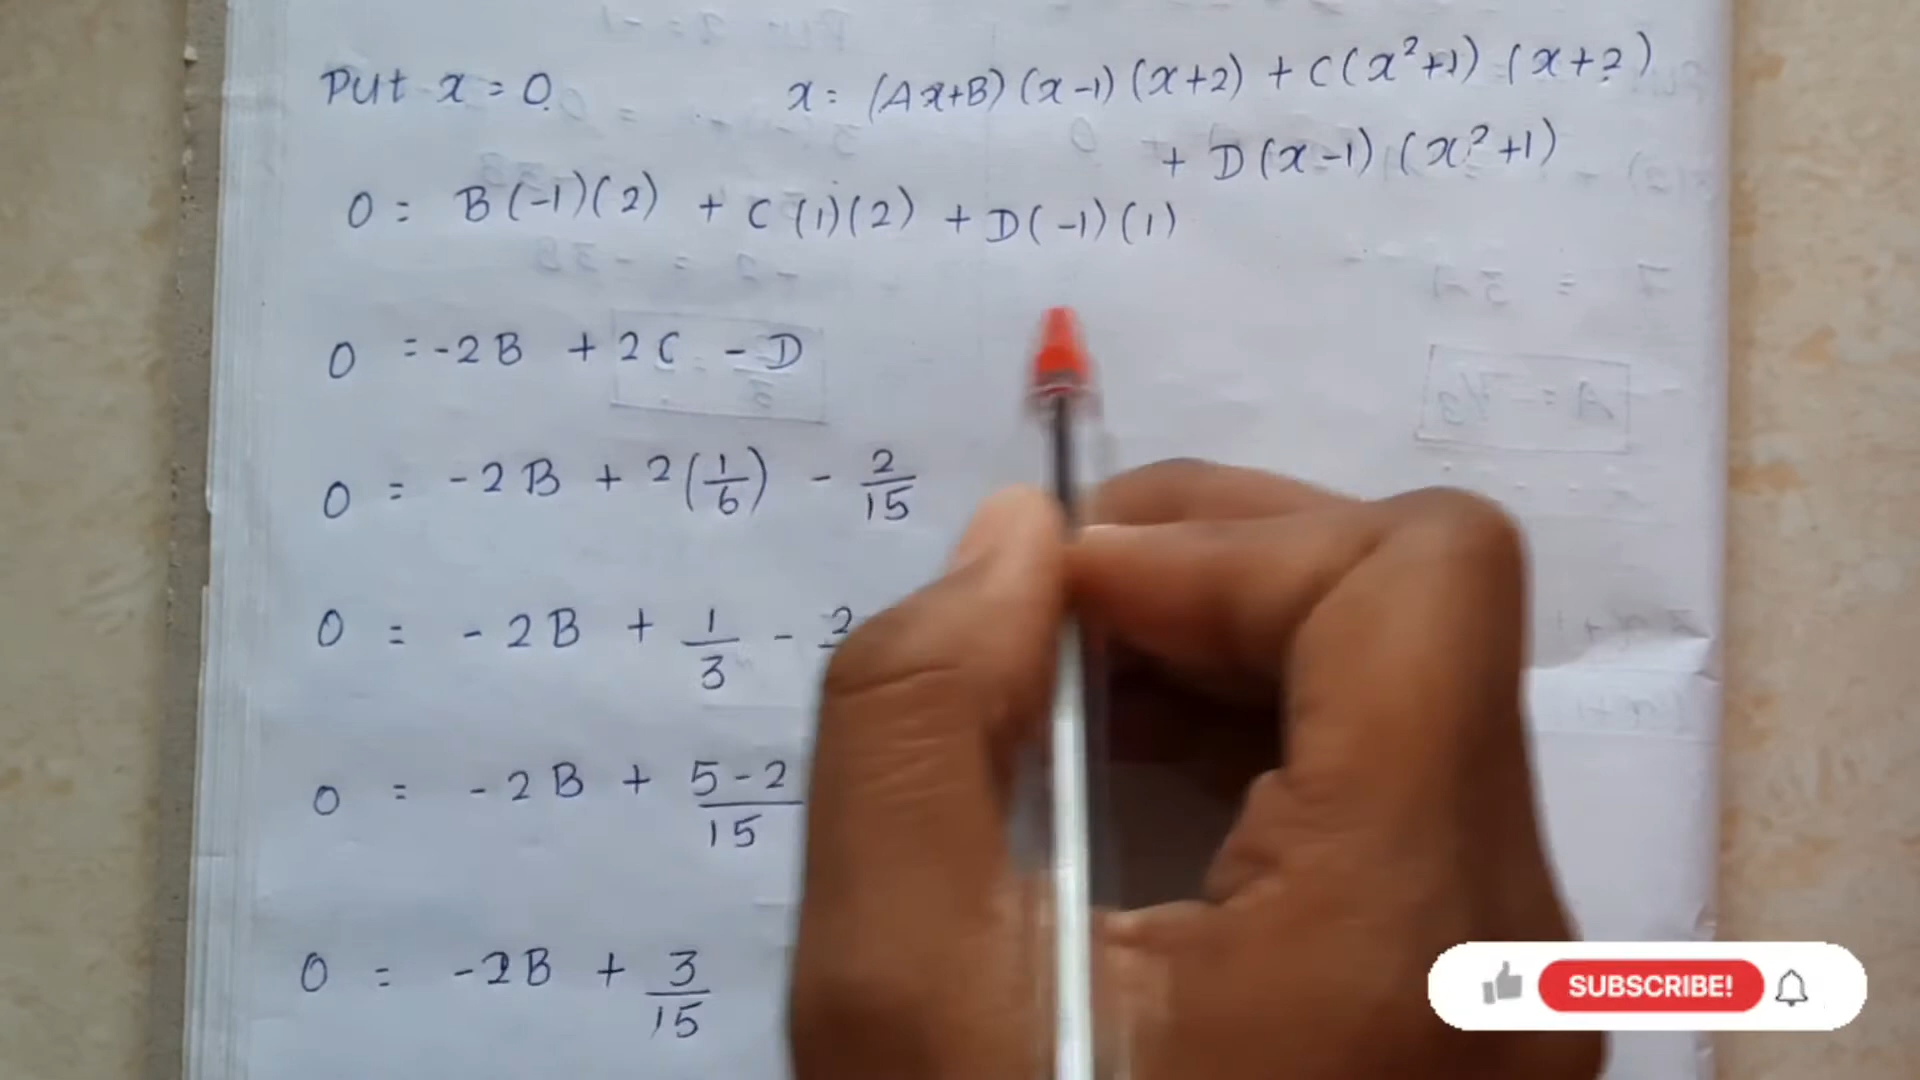 Put x = 0
x = (Ax+B) (x-1) (x+2) + C(x²+1) (x+2)
+ D(x-1) (x²+1)
0 = B(-1)(2) + C(1)(2) + D(-1)(1)
0 = -2B + 2C - D
0 = -2B + 2(1/6) - 2/15
0 = -2B + 1/3 - 2
0 = -2B + 5-2/15
0 = -2B + 3/15
SUBSCRIBE!